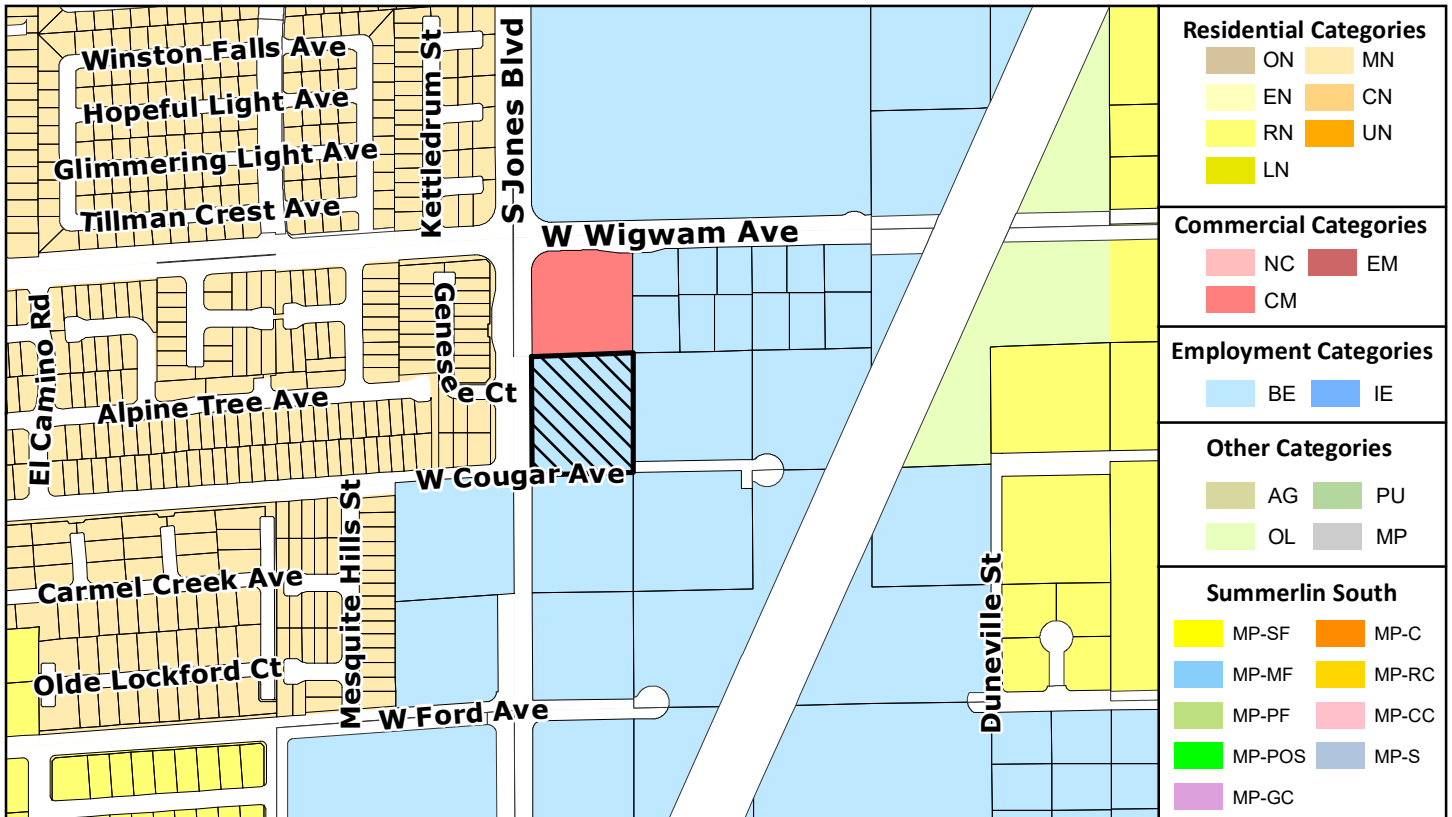 Winston Falls Ave
Hopeful Light Ave
Glimmering Light Ave
Tillman Crest Ave
Kettledrum St
S Jones Blvd
W Wigwam Ave
El Camino Rd
Genese
e Ct
Alpine Tree Ave
W Cougar Ave
Mesquite Hills St
Carmel Creek Ave
Olde Lockford Ct
W Ford Ave
Duneville St
Residential Categories
ON MN
EN CN
RN UN
LN
Commercial Categories
NC EM
CM
Employment Categories
BE IE
Other Categories
AG PU
OL MP
Summerlin South
MP-SF MP-C
MP-MF MP-RC
MP-PF MP-CC
MP-POS MP-S
MP-GC